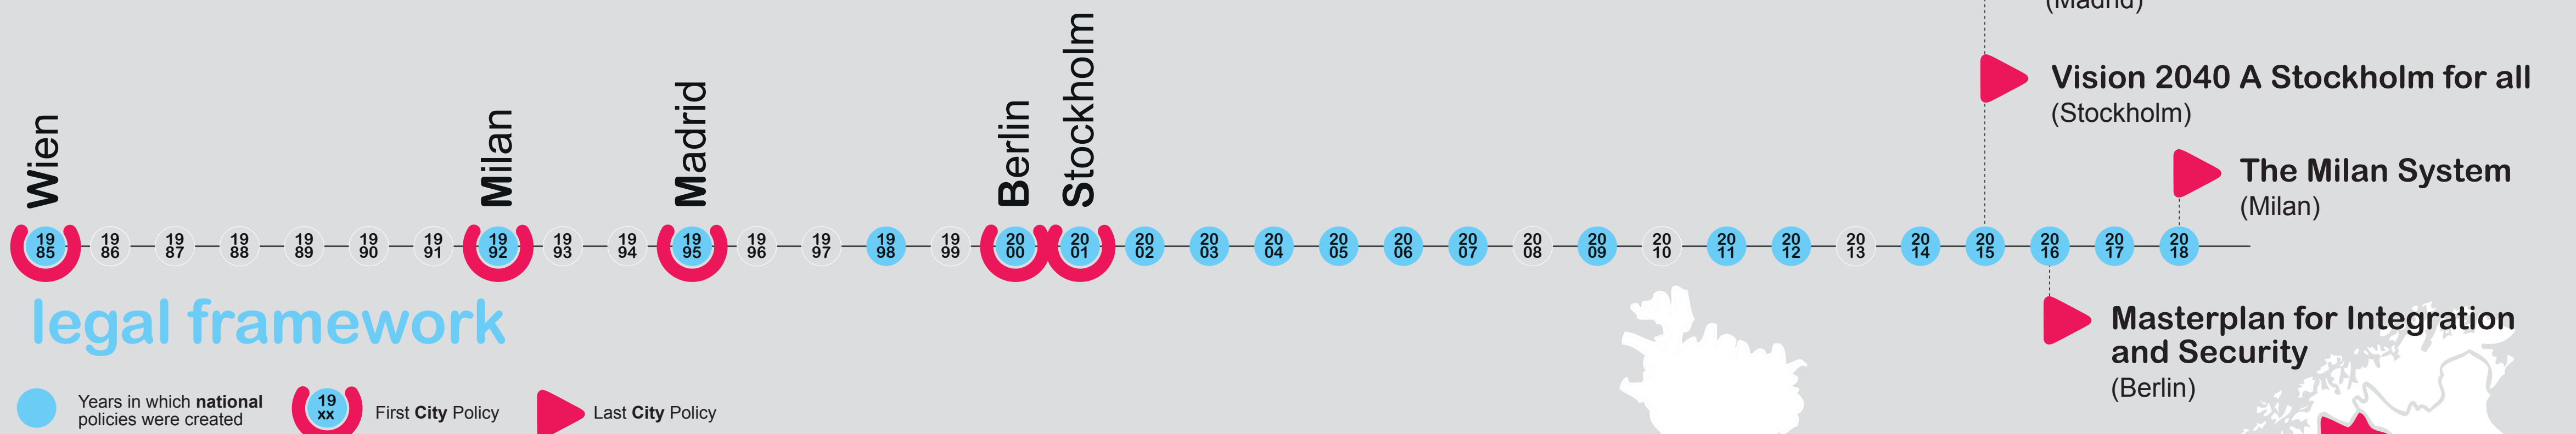 (Madrid)
Vision 2040 A Stockholm for all
(Stockholm)
The Milan System
(Milan)
Wien
Milan
Madrid
Berlin
Stockholm
19 85
19 86
19 87
19 88
19 89
19 90
19 91
19 92
19 93
19 94
19 95
19 96
19 97
19 98
19 99
20 00
20 01
20 02
20 03
20 04
20 05
20 06
20 07
20 08
20 09
20 10
20 11
20 12
20 13
20 14
20 15
20 16
20 17
20 18
legal framework
Masterplan for Integration
and Security
(Berlin)
Years in which national
policies were created
19 xx
First City Policy
Last City Policy